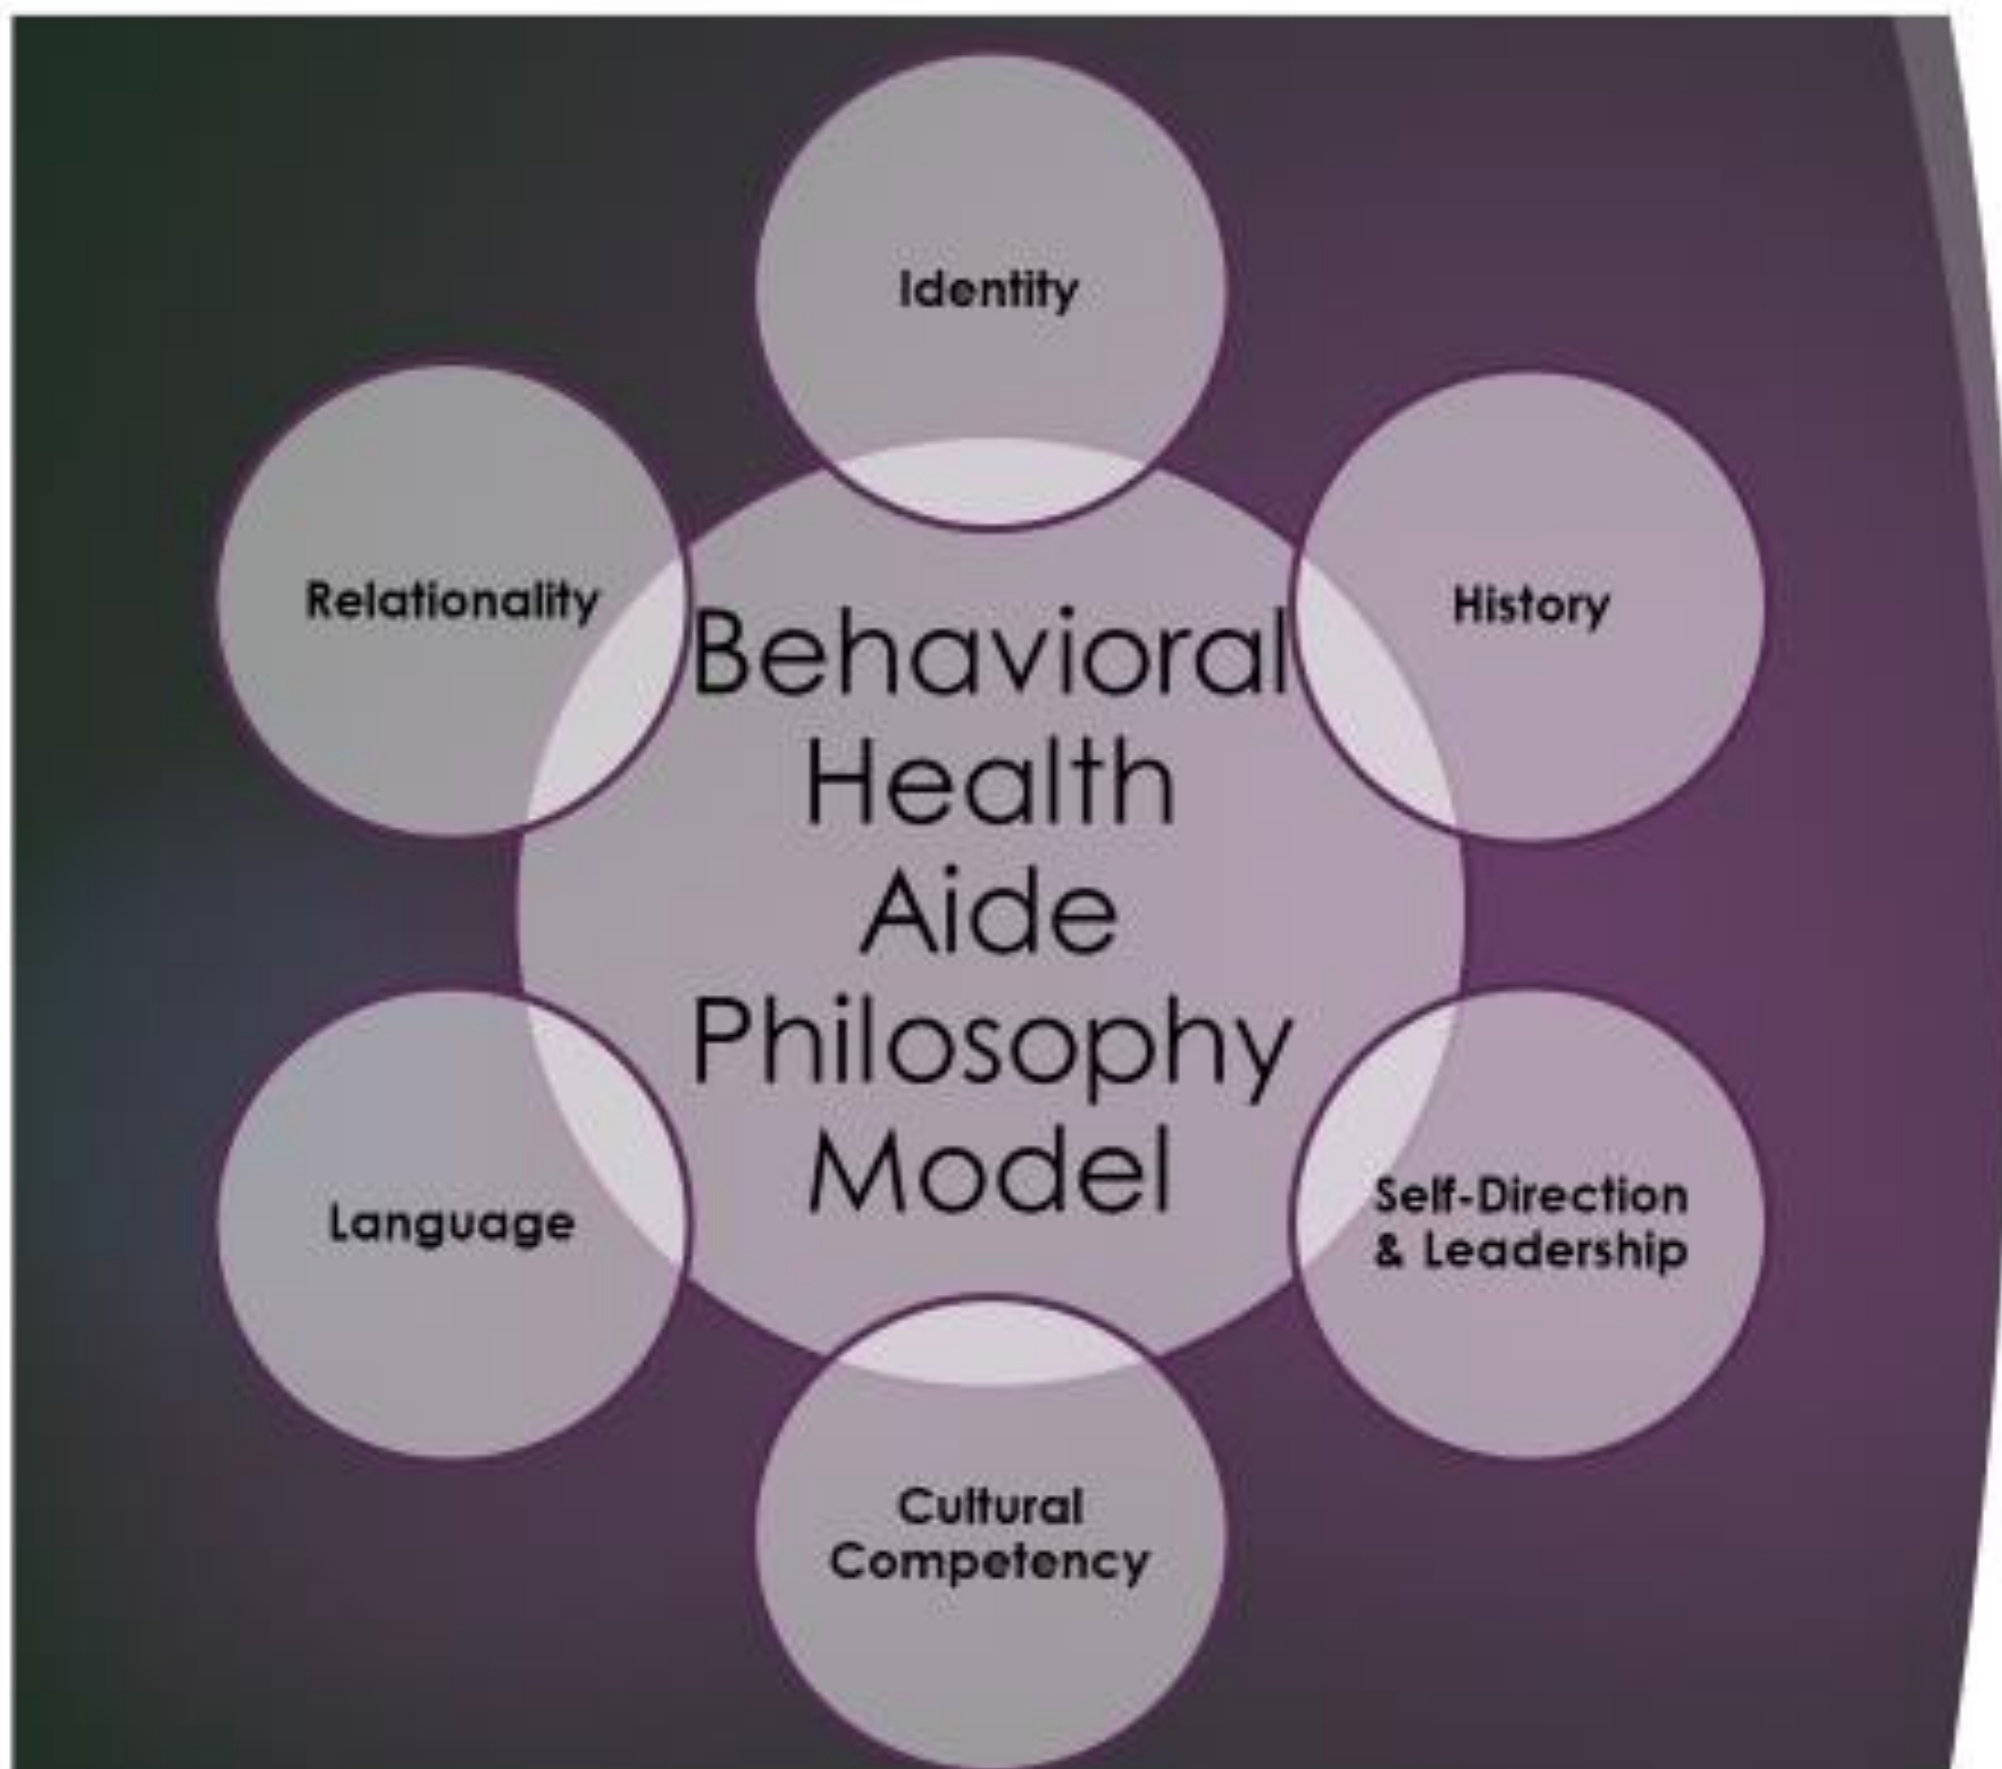 Identity
Relationality
History
Behavioral
Health
Aide
Philosophy
Model
Language
Self-Direction
& Leadership
Cultural
Competency